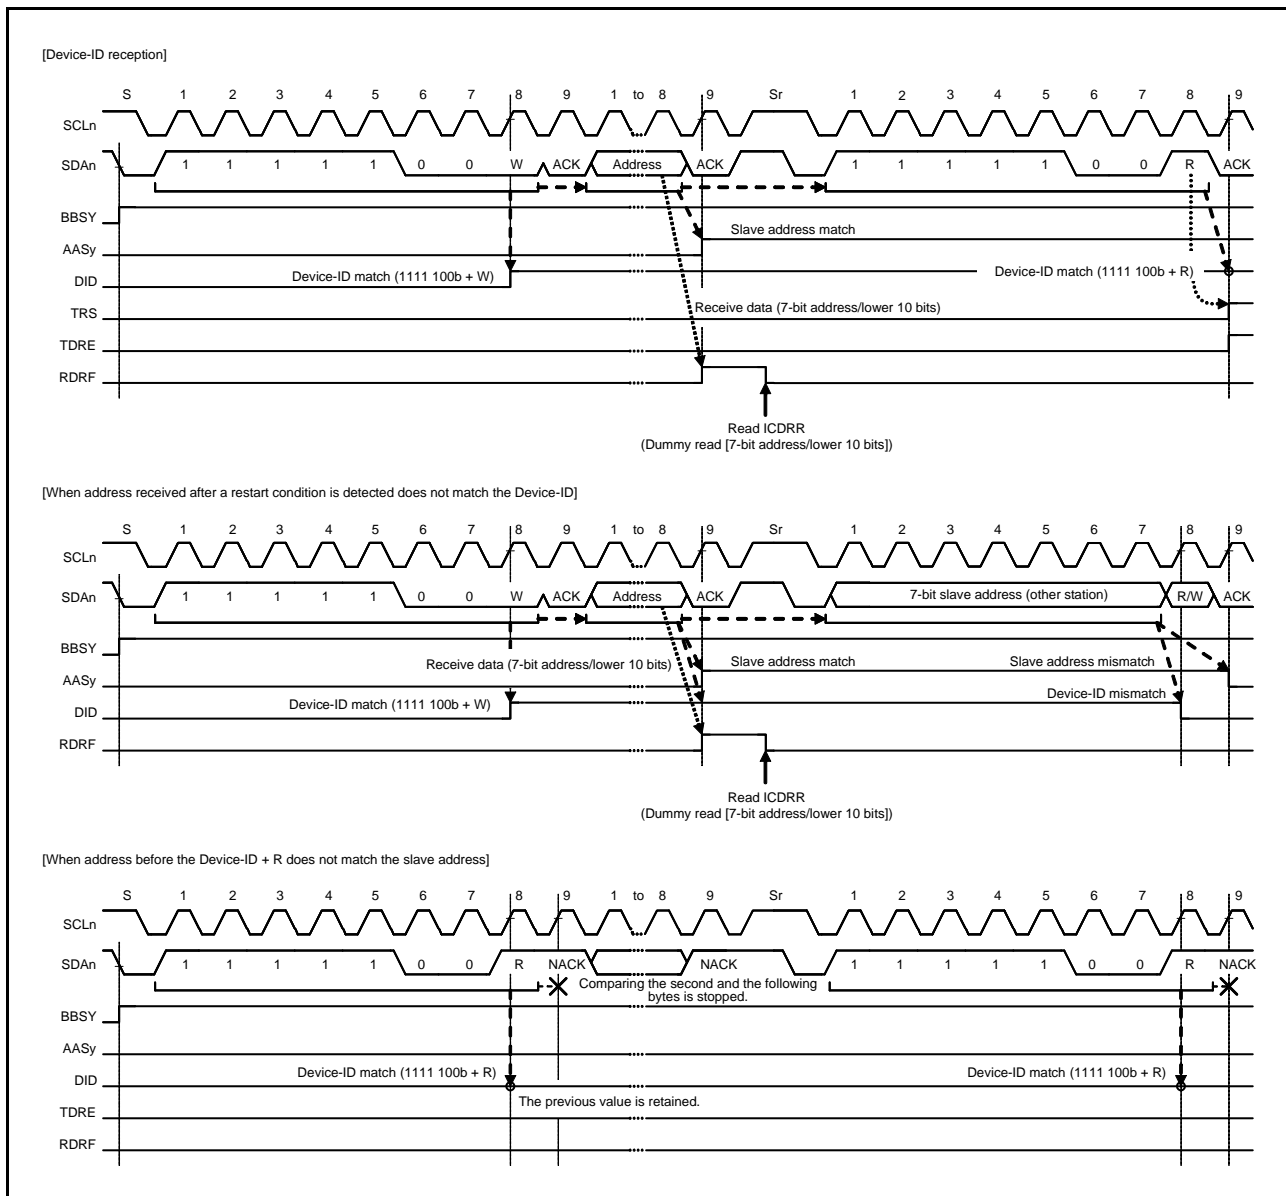 [Device-ID reception]
S 1 2 3 4 5 6 7 8 9 1 to 8 9 Sr 1 2 3 4 5 6 7 8 9
SCLn
SDAn 1 1 1 1 1 0 0 W ACK Address ACK 1 1 1 1 1 0 0 R ACK
BBSY
Slave address match
AASy
Device-ID match (1111 100b + W) Device-ID match (1111 100b + R)
DID
Receive data (7-bit address/lower 10 bits)
TRS
TDRE
RDRF
Read ICDRR
(Dummy read [7-bit address/lower 10 bits])
[When address received after a restart condition is detected does not match the Device-ID]
S 1 2 3 4 5 6 7 8 9 1 to 8 9 Sr 1 2 3 4 5 6 7 8 9
SCLn
SDAn 1 1 1 1 1 0 0 W ACK Address ACK 7-bit slave address (other station) R/W ACK
BBSY
Receive data (7-bit address/lower 10 bits) Slave address match Slave address mismatch
AASy
Device-ID match (1111 100b + W) Device-ID mismatch
DID
RDRF
Read ICDRR
(Dummy read [7-bit address/lower 10 bits])
[When address before the Device-ID + R does not match the slave address]
S 1 2 3 4 5 6 7 8 9 1 to 8 9 Sr 1 2 3 4 5 6 7 8 9
SCLn
SDAn 1 1 1 1 1 0 0 R NACK NACK 1 1 1 1 1 0 0 R NACK
Comparing the second and the following
bytes is stopped.
BBSY
AASy
Device-ID match (1111 100b + R) Device-ID match (1111 100b + R)
DID
The previous value is retained.
TDRE
RDRF